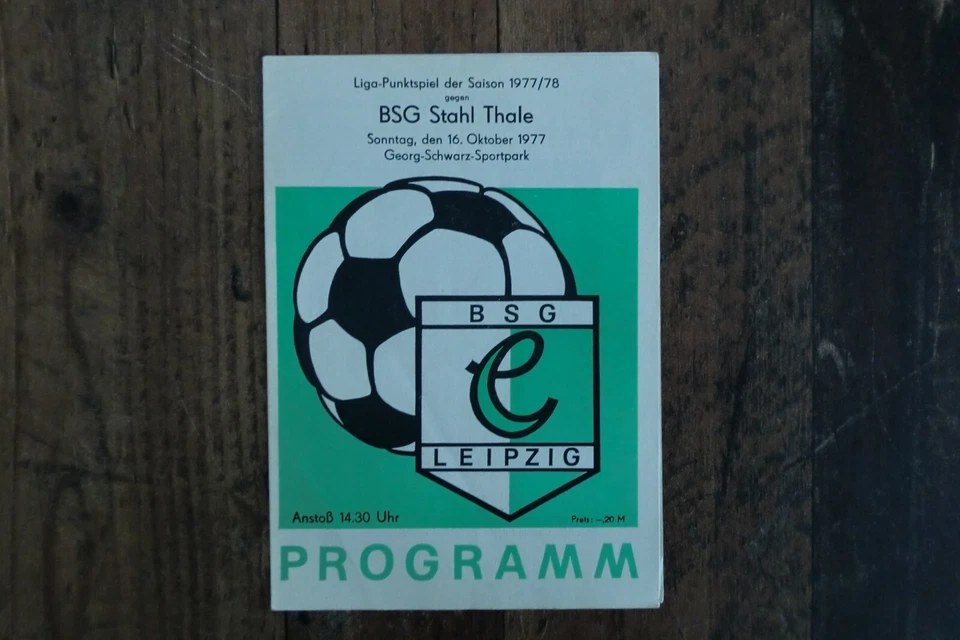 Liga-Punktspiel der Saison 1977/78
gegen
BSG Stahl Thale
Sonntag, den 16. Oktober 1977
Georg-Schwarz-Sportpark
BSG
C
LEIPZIG
Anstoß 14.30 Uhr
Preis: –,20 M
PROGRAMM